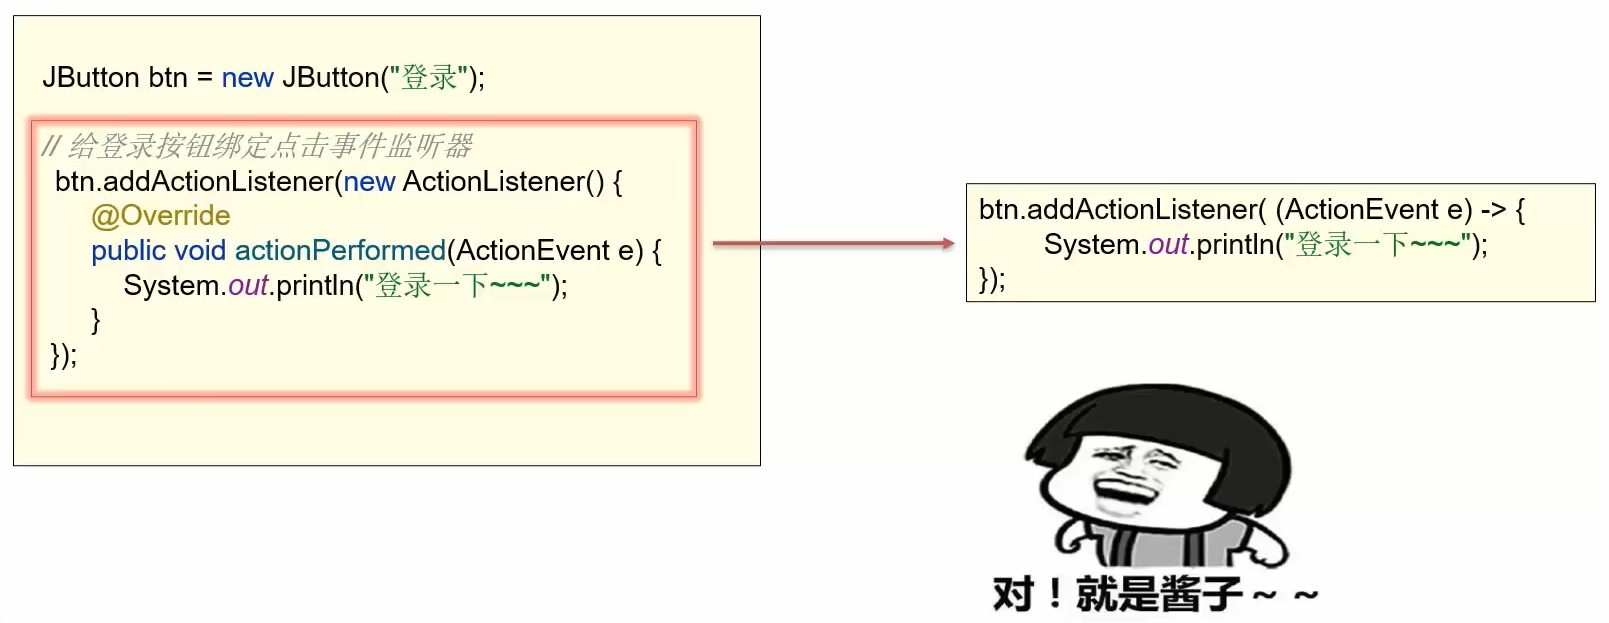 JButton btn = new JButton("登录");
// 给登录按钮绑定点击事件监听器
btn.addActionListener(new ActionListener() {
@Override
public void actionPerformed(ActionEvent e) {
System.out.println("登录一下~~~");
}
});
btn.addActionListener( (ActionEvent e) -> {
System.out.println("登录一下~~~");
});
对！就是酱子～～